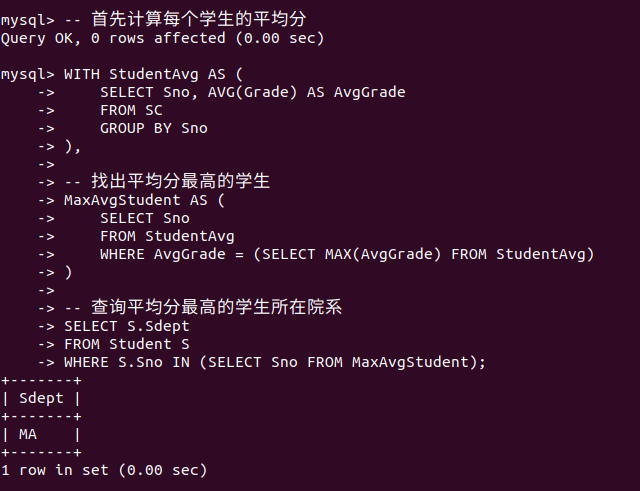 mysql> -- 首先计算每个学生的平均分
Query OK, 0 rows affected (0.00 sec)
mysql> WITH StudentAvg AS (
    ->     SELECT Sno, AVG(Grade) AS AvgGrade
    ->     FROM SC
    ->     GROUP BY Sno
    -> ),
    ->
    -> -- 找出平均分最高的学生
    -> MaxAvgStudent AS (
    ->     SELECT Sno
    ->     FROM StudentAvg
    ->     WHERE AvgGrade = (SELECT MAX(AvgGrade) FROM StudentAvg)
    -> )
    ->
    -> -- 查询平均分最高的学生所在院系
    -> SELECT S.Sdept
    -> FROM Student S
    -> WHERE S.Sno IN (SELECT Sno FROM MaxAvgStudent);
+-------+
| Sdept |
+-------+
| MA    |
+-------+
1 row in set (0.00 sec)